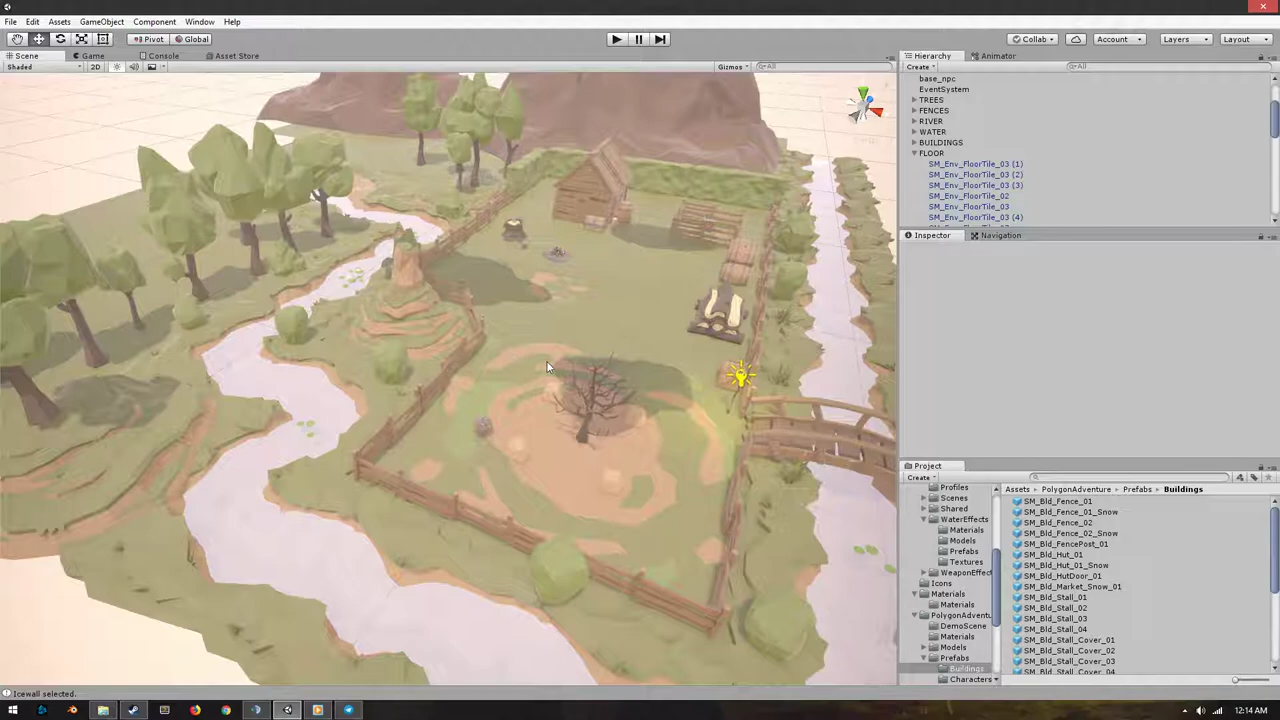 File Edit Assets GameObject Component Window Help
Pivot Global Collab Account Layers Layout
Scene Game Console Asset Store
Shaded 2D Gizmos All
Hierarchy Animator
Create All
base_npc
EventSystem
TREES
FENCES
RIVER
WATER
BUILDINGS
FLOOR
SM_Env_FloorTile_03 (1)
SM_Env_FloorTile_03 (2)
SM_Env_FloorTile_03 (3)
SM_Env_FloorTile_02
SM_Env_FloorTile_03
SM_Env_FloorTile_03 (4)
Inspector Navigation
Project
Create
Profiles
Scenes
Shared
WaterEffects
Materials
Models
Prefabs
Textures
WeaponEffect
Icons
Materials
Materials
PolygonAdventu
DemoScene
Materials
Models
Prefabs
Buildings
Characters
Assets PolygonAdventure Prefabs Buildings
SM_Bld_Fence_01
SM_Bld_Fence_01_Snow
SM_Bld_Fence_02
SM_Bld_Fence_02_Snow
SM_Bld_FencePost_01
SM_Bld_Hut_01
SM_Bld_Hut_01_Snow
SM_Bld_HutDoor_01
SM_Bld_Market_Snow_01
SM_Bld_Stall_01
SM_Bld_Stall_02
SM_Bld_Stall_03
SM_Bld_Stall_04
SM_Bld_Stall_Cover_01
SM_Bld_Stall_Cover_02
SM_Bld_Stall_Cover_03
SM_Bld_Stall_Cover_04
Icewall selected.
12:14 AM